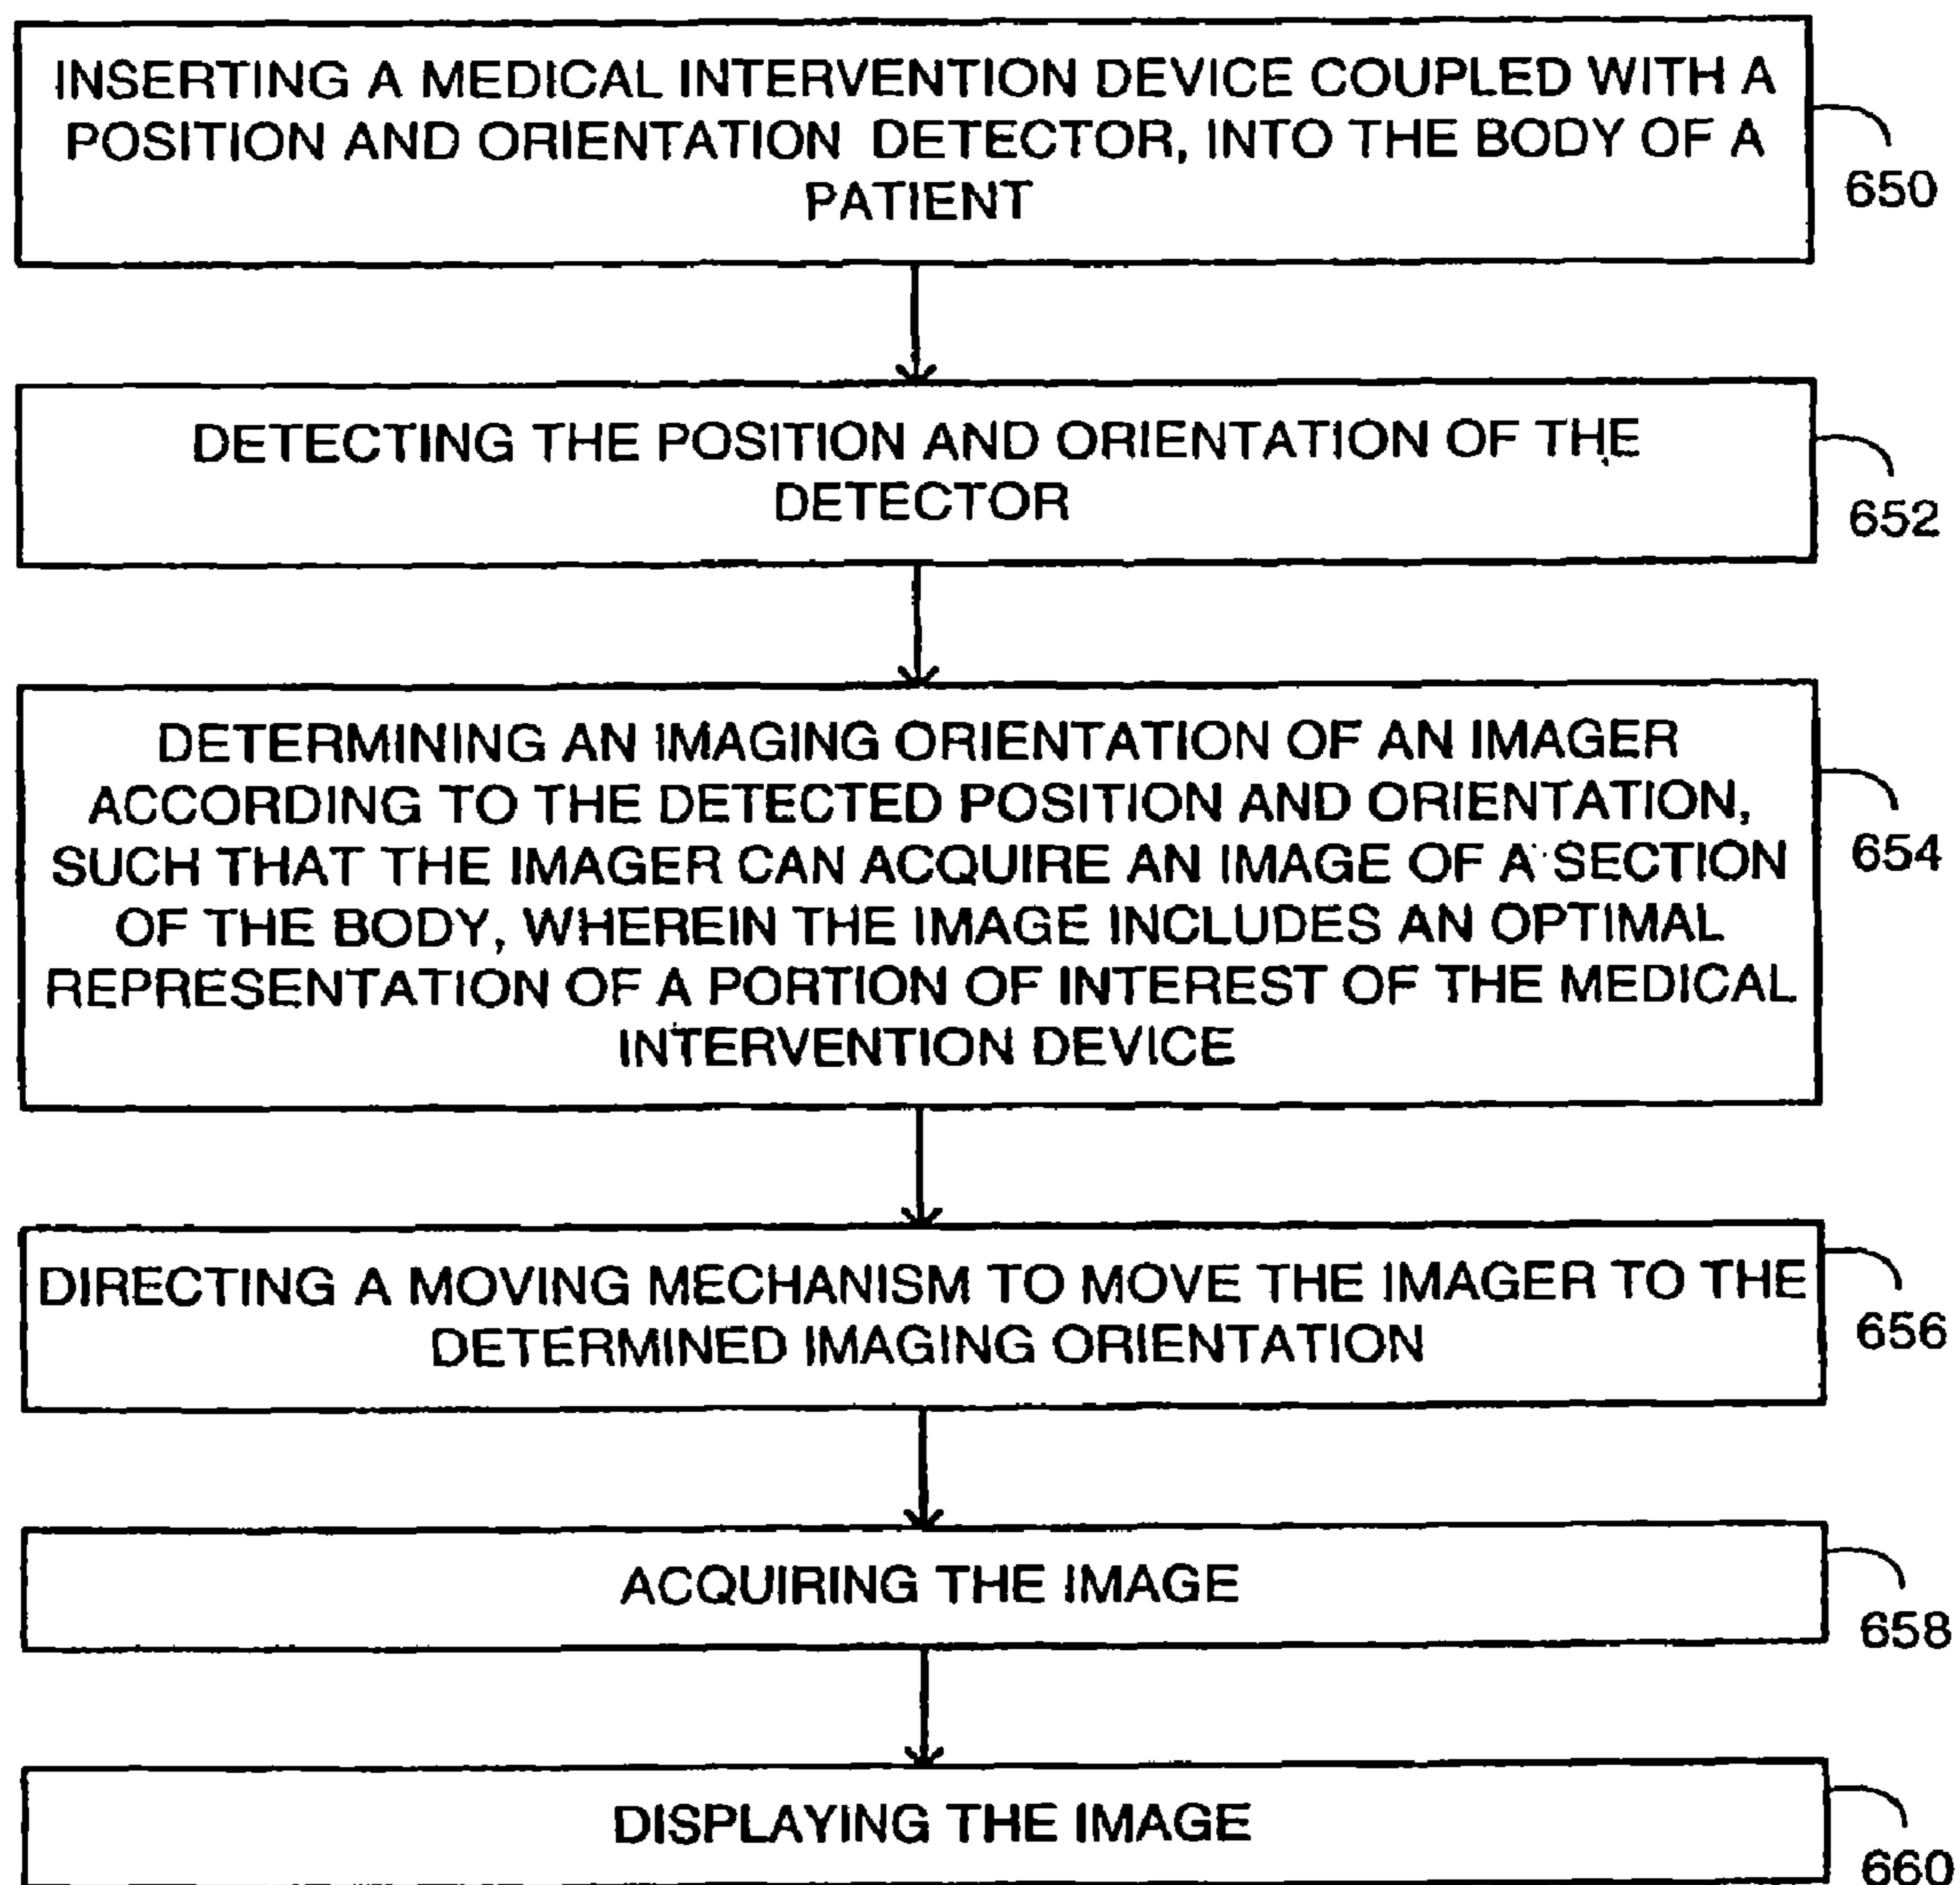 INSERTING A MEDICAL INTERVENTION DEVICE COUPLED WITH A
POSITION AND ORIENTATION DETECTOR, INTO THE BODY OF A
PATIENT
650
DETECTING THE POSITION AND ORIENTATION OF THE
DETECTOR
652
DETERMINING AN IMAGING ORIENTATION OF AN IMAGER
ACCORDING TO THE DETECTED POSITION AND ORIENTATION,
SUCH THAT THE IMAGER CAN ACQUIRE AN IMAGE OF A SECTION
OF THE BODY, WHEREIN THE IMAGE INCLUDES AN OPTIMAL
REPRESENTATION OF A PORTION OF INTEREST OF THE MEDICAL
INTERVENTION DEVICE
654
DIRECTING A MOVING MECHANISM TO MOVE THE IMAGER TO THE
DETERMINED IMAGING ORIENTATION
656
ACQUIRING THE IMAGE
658
DISPLAYING THE IMAGE
660